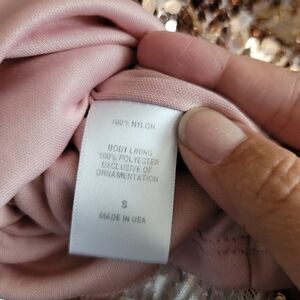 100% NYLON
BODY LINING
100% POLYESTER
EXCLUSIVE OF
ORNAMENTATION
S
MADE IN USA